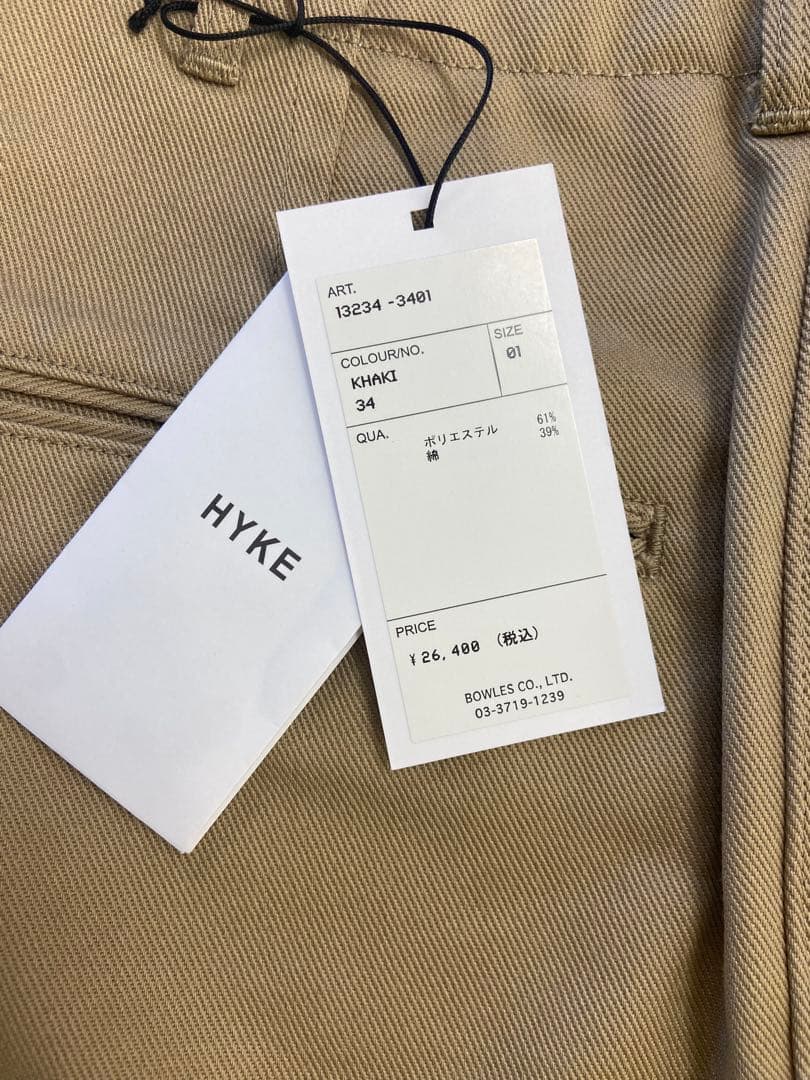 ART.
13234 -3401
COLOUR/NO.
KHAKI
34
SIZE
01
QUA.
ポリエステル 61%
綿 39%
PRICE
¥26,400 (税込)
BOWLES CO., LTD.
03-3719-1239
HYKE